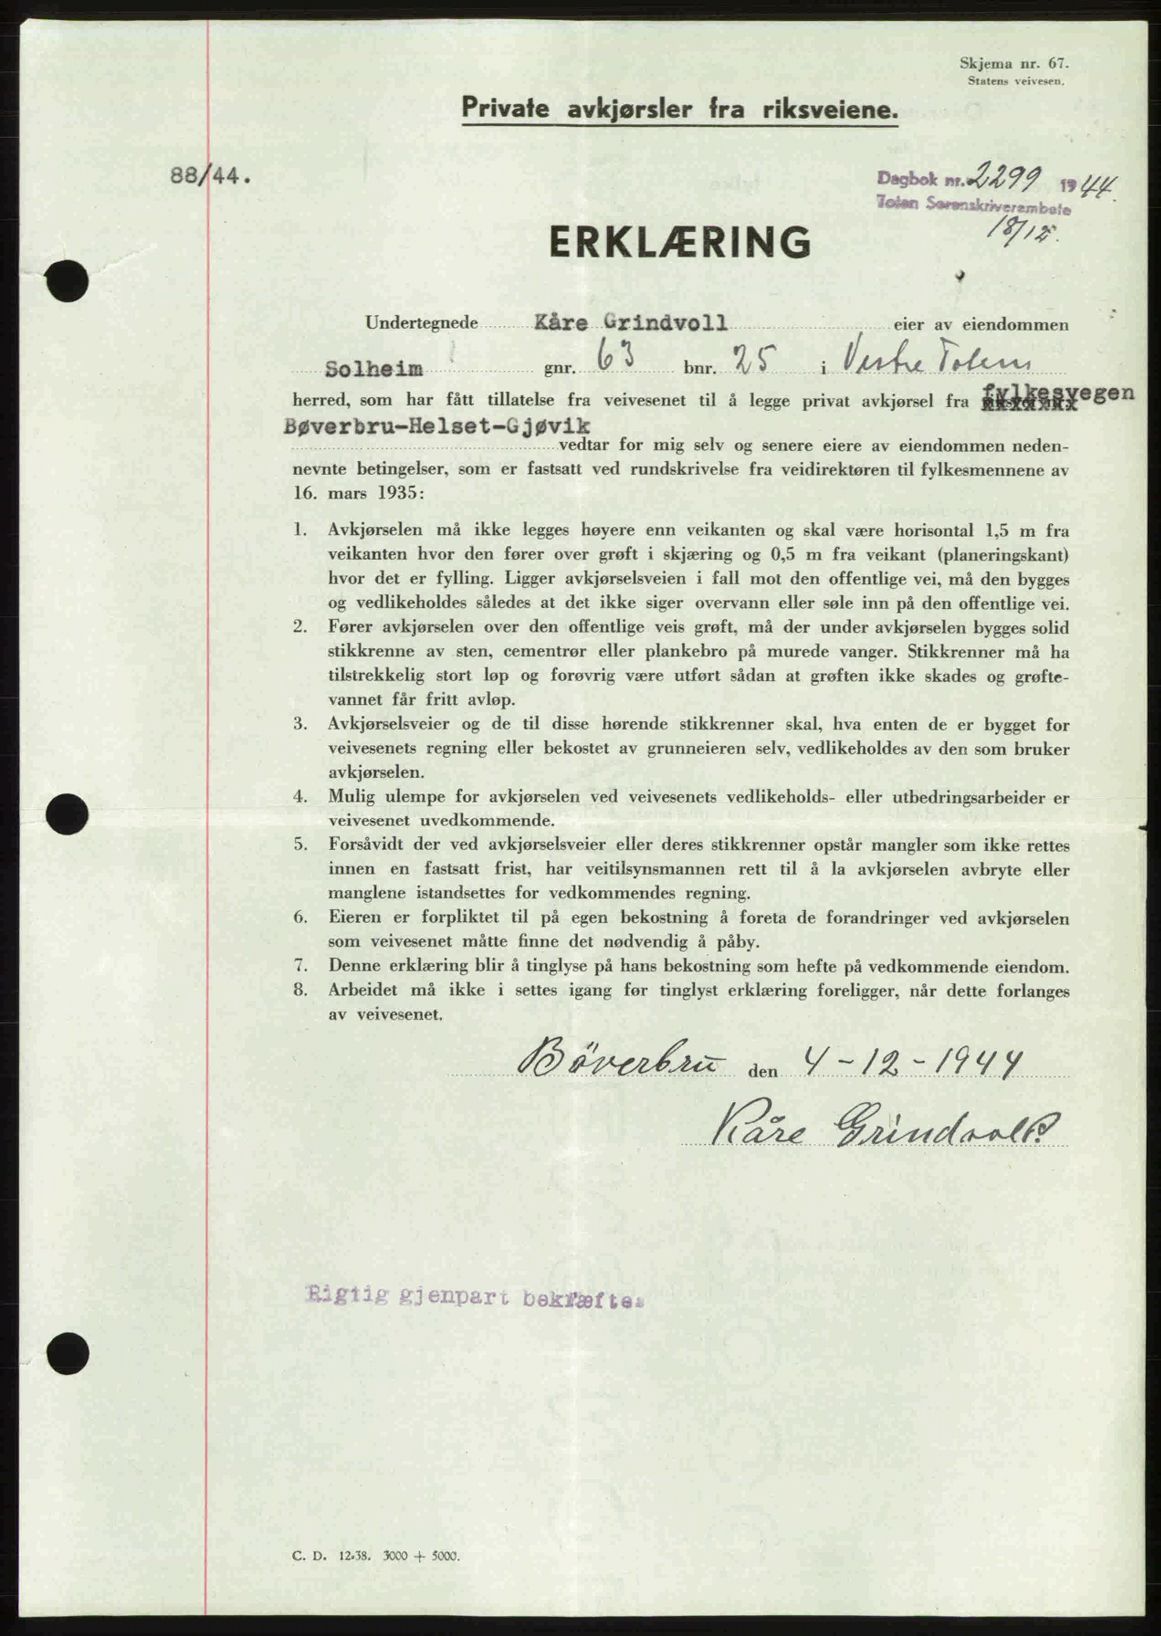 Skjema nr. 67.
Statens veivesen.
Private avkjørsler fra riksveiene.
88/44.
Dagbok nr. 2299 1944.
Toten Sorenskriverembete
18/12.
ERKLÆRING
Undertegnede Kåre Grindvoll eier av eiendommen
Solheim gnr. 63 bnr. 25 i Vestre Totens
herred, som har fått tillatelse fra veivesenet til å legge privat avkjørsel fra fylkesvegen
Bøverbru-Helset-Gjøvik
vedtar for mig selv og senere eiere av eiendommen neden-
nevnte betingelser, som er fastsatt ved rundskrivelse fra veidirektøren til fylkesmennene av
16. mars 1935:
1. Avkjørselen må ikke legges høyere enn veikanten og skal være horisontal 1,5 m fra
veikanten hvor den fører over grøft i skjæring og 0,5 m fra veikant (planeringskant)
hvor det er fylling. Ligger avkjørselsveien i fall mot den offentlige vei, må den bygges
og vedlikeholdes således at det ikke siger overvann eller søle inn på den offentlige vei.
2. Fører avkjørselen over den offentlige veis grøft, må der under avkjørselen bygges solid
stikkrenne av sten, cementrør eller plankebro på murede vanger. Stikkrenner må ha
tilstrekkelig stort løp og forøvrig være utført sådan at grøften ikke skades og grøfte-
vannet får fritt avløp.
3. Avkjørselsveier og de til disse hørende stikkrenner skal, hva enten de er bygget for
veivesenets regning eller bekostet av grunneieren selv, vedlikeholdes av den som bruker
avkjørselen.
4. Mulig ulempe for avkjørselen ved veivesenets vedlikeholds- eller utbedringsarbeider er
veivesenet uvedkommende.
5. Forsåvidt der ved avkjørselsveier eller deres stikkrenner opstår mangler som ikke rettes
innen en fastsatt frist, har veitilsynsmannen rett til å la avkjørselen avbryte eller
manglene istandsettes for vedkommendes regning.
6. Eieren er forpliktet til på egen bekostning å foreta de forandringer ved avkjørselen
som veivesenet måtte finne det nødvendig å påby.
7. Denne erklæring blir å tinglyse på hans bekostning som hefte på vedkommende eiendom.
8. Arbeidet må ikke i settes igang før tinglyst erklæring foreligger, når dette forlanges
av veivesenet.
Böverbru den 4-12-1944
Kåre Grindvoll.
Rigtig gjenpart bekræftes
C. D. 12-38. 3000 + 5000.